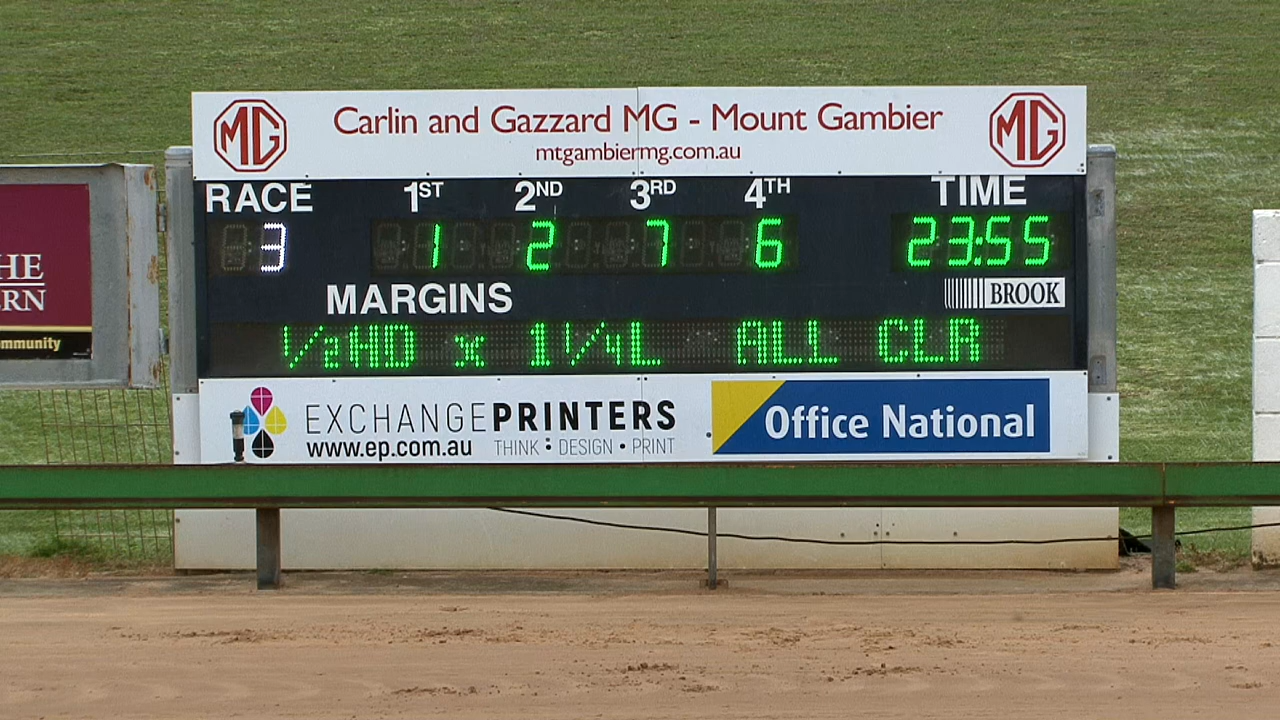 MG Carlin and Gazzard MG - Mount Gambier MG
mtgambiermg.com.au
RACE 1ST 2ND 3RD 4TH TIME
3 1 2 7 6 23:55
MARGINS BROOK
1/2HD x 1 1/4L ALL CLR
HE
RN
mmunity
EXCHANGEPRINTERS
www.ep.com.au THINK : DESIGN • PRINT
Office National